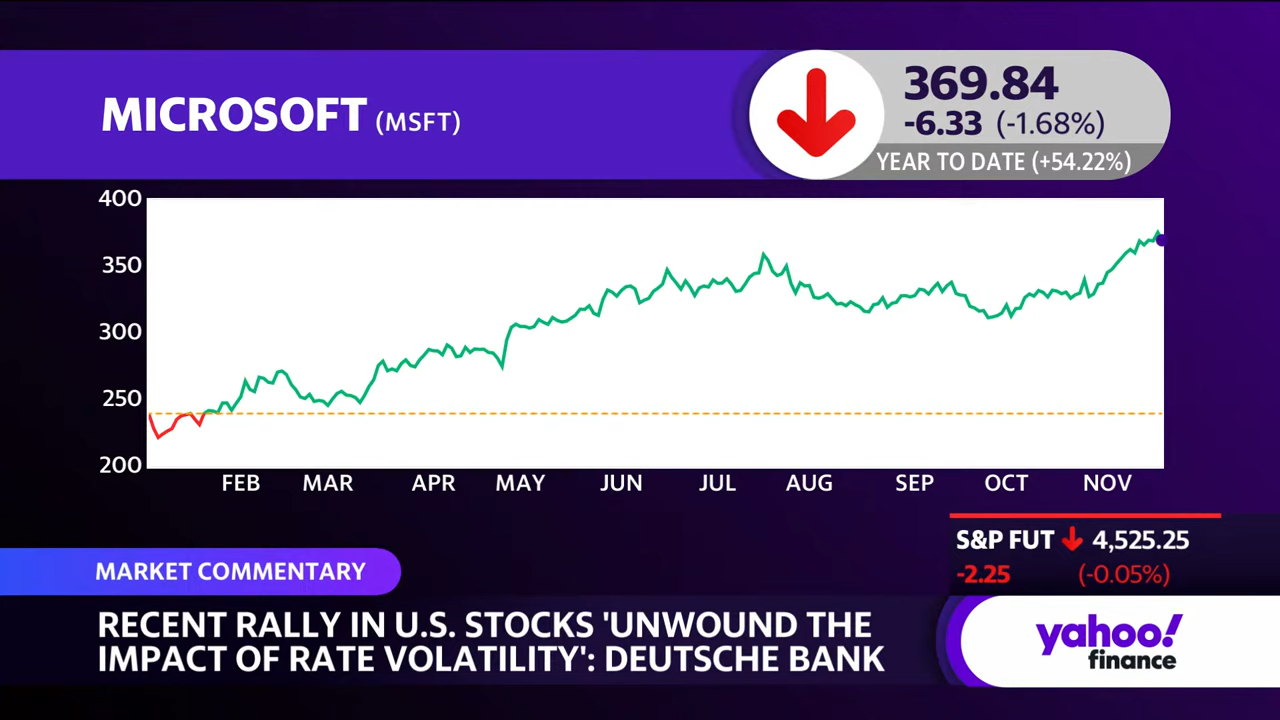 MICROSOFT (MSFT)
369.84
-6.33 (-1.68%)
YEAR TO DATE (+54.22%)
400
350
300
250
200
FEB MAR APR MAY JUN JUL AUG SEP OCT NOV
S&P FUT 4,525.25
-2.25 (-0.05%)
MARKET COMMENTARY
RECENT RALLY IN U.S. STOCKS 'UNWOUND THE
IMPACT OF RATE VOLATILITY': DEUTSCHE BANK
yahoo!
finance